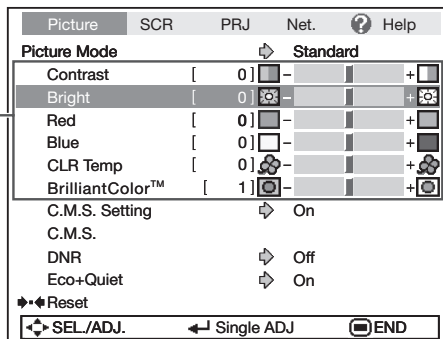 Picture SCR PRJ Net. ? Help
Picture Mode Standard
Contrast [ 0 ] - +
Bright [ 0 ] - +
Red [ 0 ] - +
Blue [ 0 ] - +
CLR Temp [ 0 ] - +
BrilliantColor™ [ 1 ] - +
C.M.S. Setting On
C.M.S.
DNR Off
Eco+Quiet On
Reset
SEL./ADJ. Single ADJ END